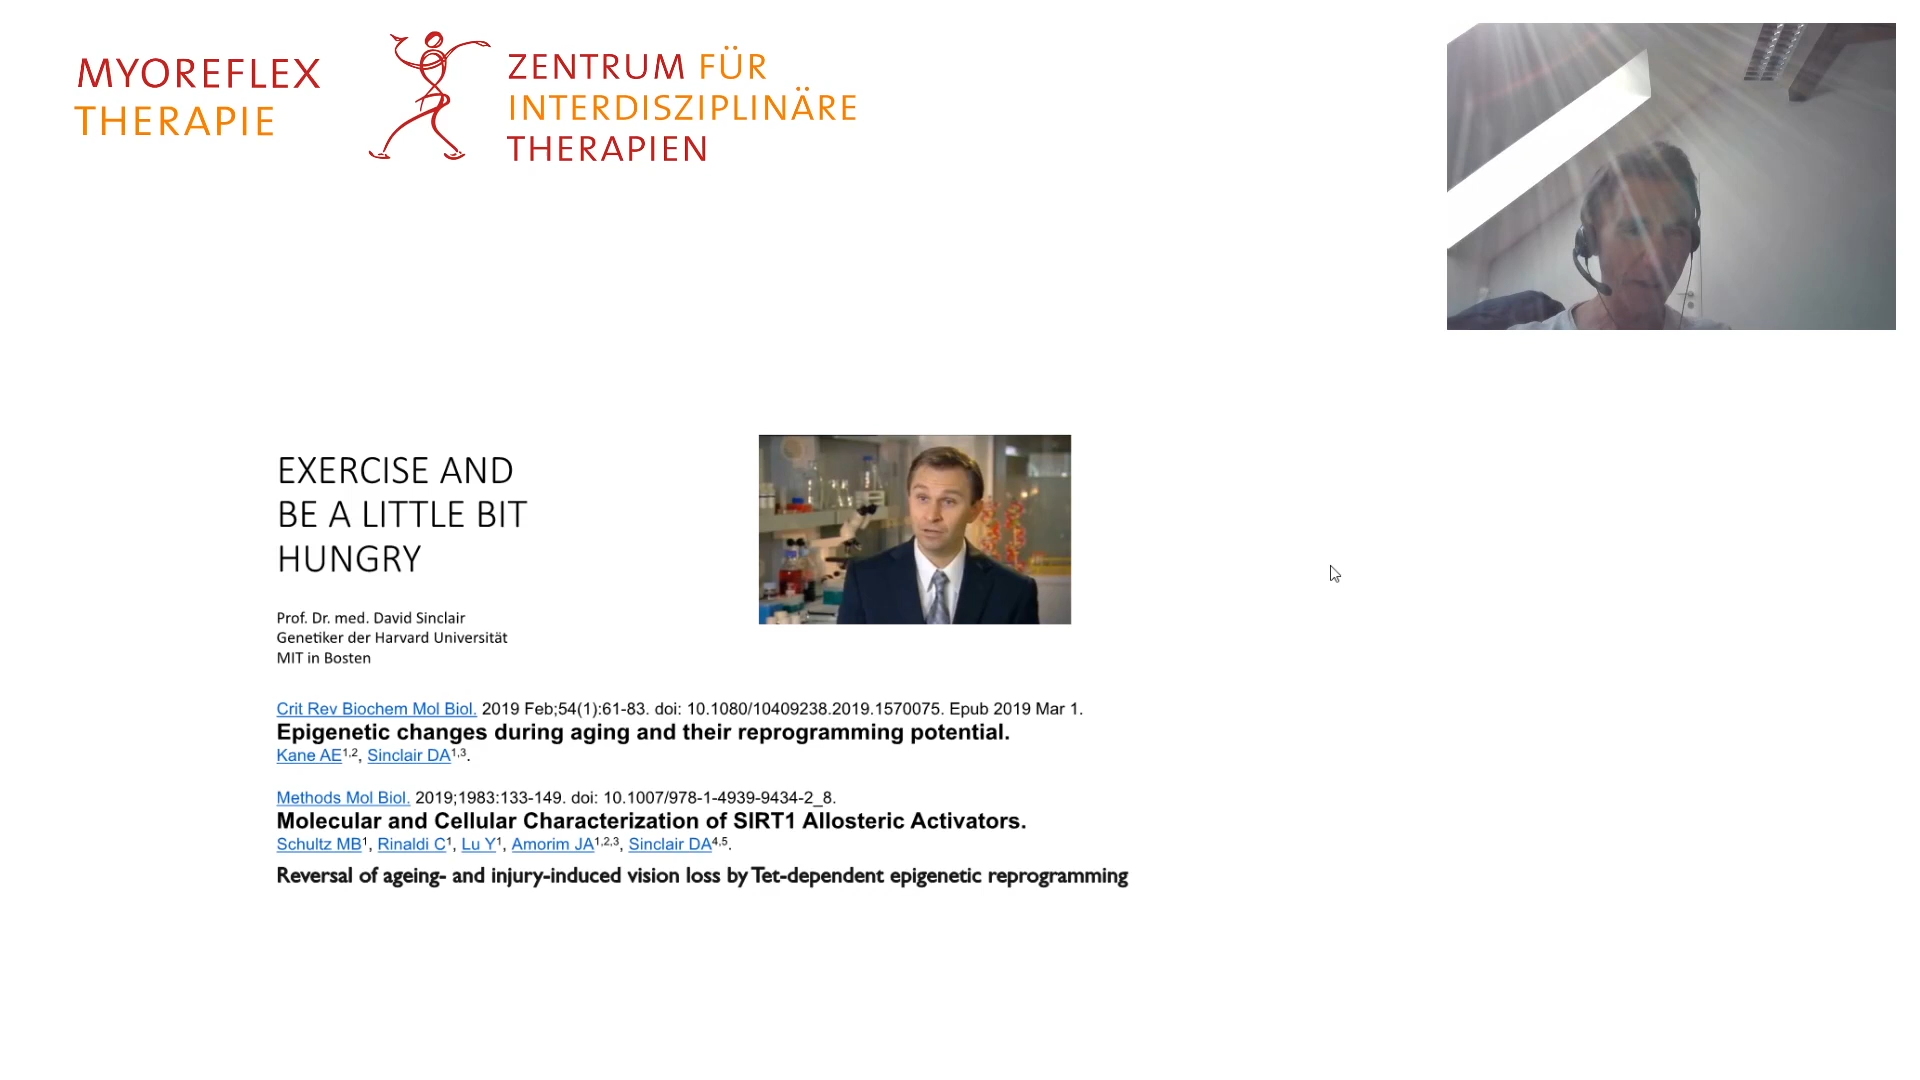 MYOREFLEX
THERAPIE
ZENTRUM FÜR
INTERDISZIPLINÄRE
THERAPIEN
EXERCISE AND
BE A LITTLE BIT
HUNGRY
Prof. Dr. med. David Sinclair
Genetiker der Harvard Universität
MIT in Bosten
Crit Rev Biochem Mol Biol. 2019 Feb;54(1):61-83. doi: 10.1080/10409238.2019.1570075. Epub 2019 Mar 1.
Epigenetic changes during aging and their reprogramming potential.
Kane AE1,2, Sinclair DA1,3.
Methods Mol Biol. 2019;1983:133-149. doi: 10.1007/978-1-4939-9434-2_8.
Molecular and Cellular Characterization of SIRT1 Allosteric Activators.
Schultz MB1, Rinaldi C1, Lu Y1, Amorim JA1,2,3, Sinclair DA4,5.
Reversal of ageing- and injury-induced vision loss by Tet-dependent epigenetic reprogramming